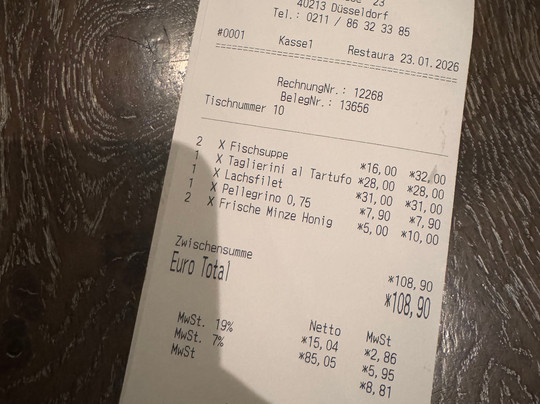 23
40213 Düsseldorf
Tel.: 0211 / 86 32 33 85
#0001 Kasse1 Restaura 23.01.2026
RechnungNr.: 12268
BelegNr.: 13656
Tischnummer 10
2 X Fischsuppe *16,00 *32,00
1 X Taglierini al Tartufo *28,00 *28,00
1 X Lachsfilet *31,00 *31,00
1 X Pellegrino 0,75 *7,90 *7,90
2 X Frische Minze Honig *5,00 *10,00
Zwischensumme *108,90
Euro Total *108,90
Netto MwSt
MwSt. 19% *15,04 *2,86
MwSt. 7% *85,05 *5,95
MwSt *8,81